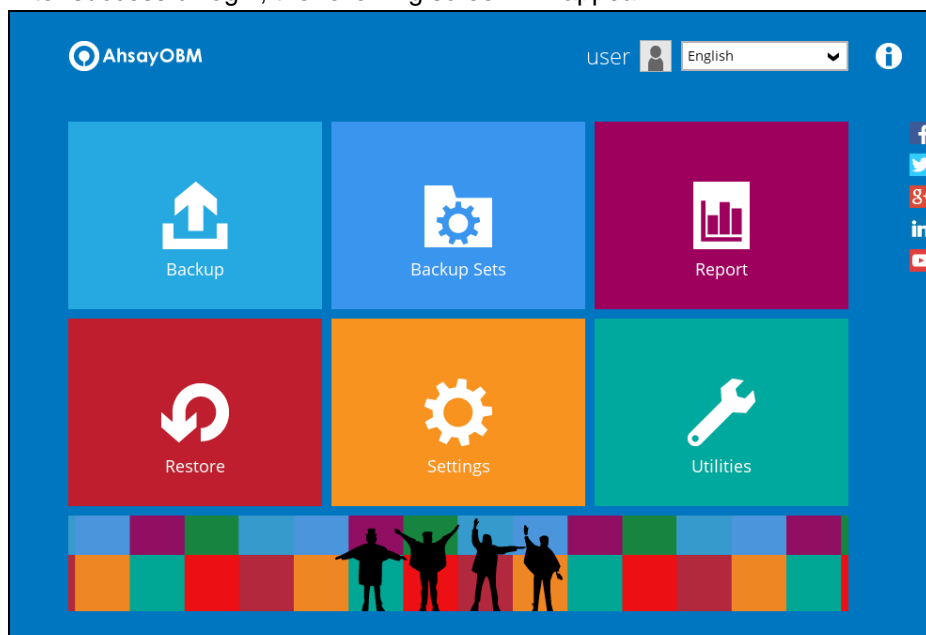 AhsayOBM
user English
Backup Backup Sets Report
Restore Settings Utilities